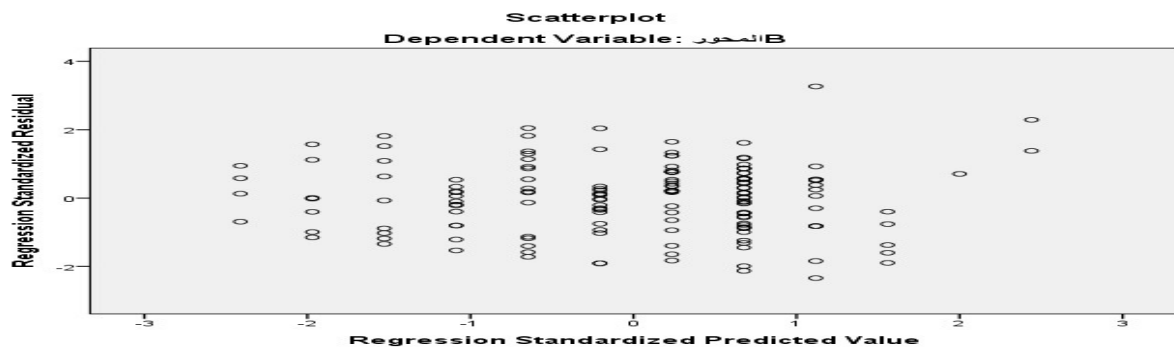 Scatterplot
Dependent Variable: المحورB
Regression Standardized Residual
4
2
0
-2
-3
-2
-1
0
1
2
3
Regression Standardized Predicted Value